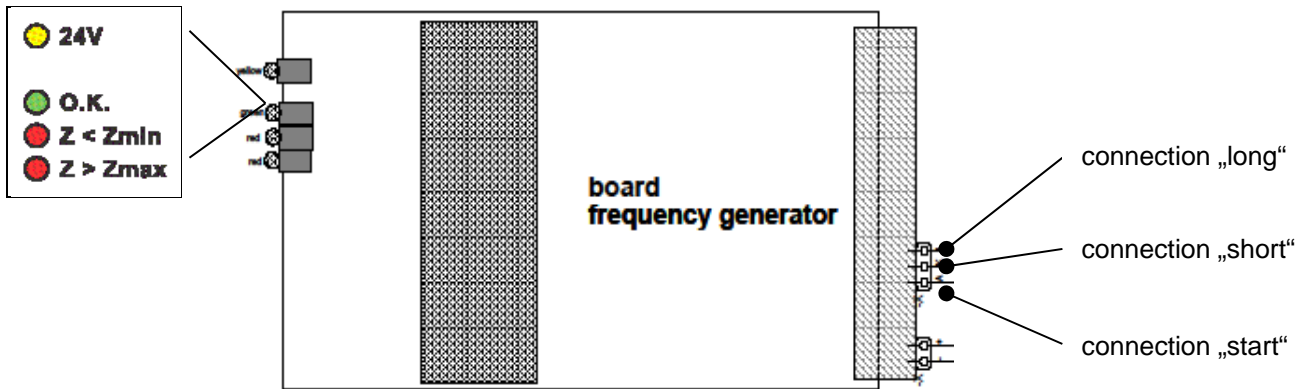 24V
O.K.
Z < Zmin
Z > Zmax
yellow
green
red
red
board
frequency generator
connection „long“
connection „short“
connection „start“